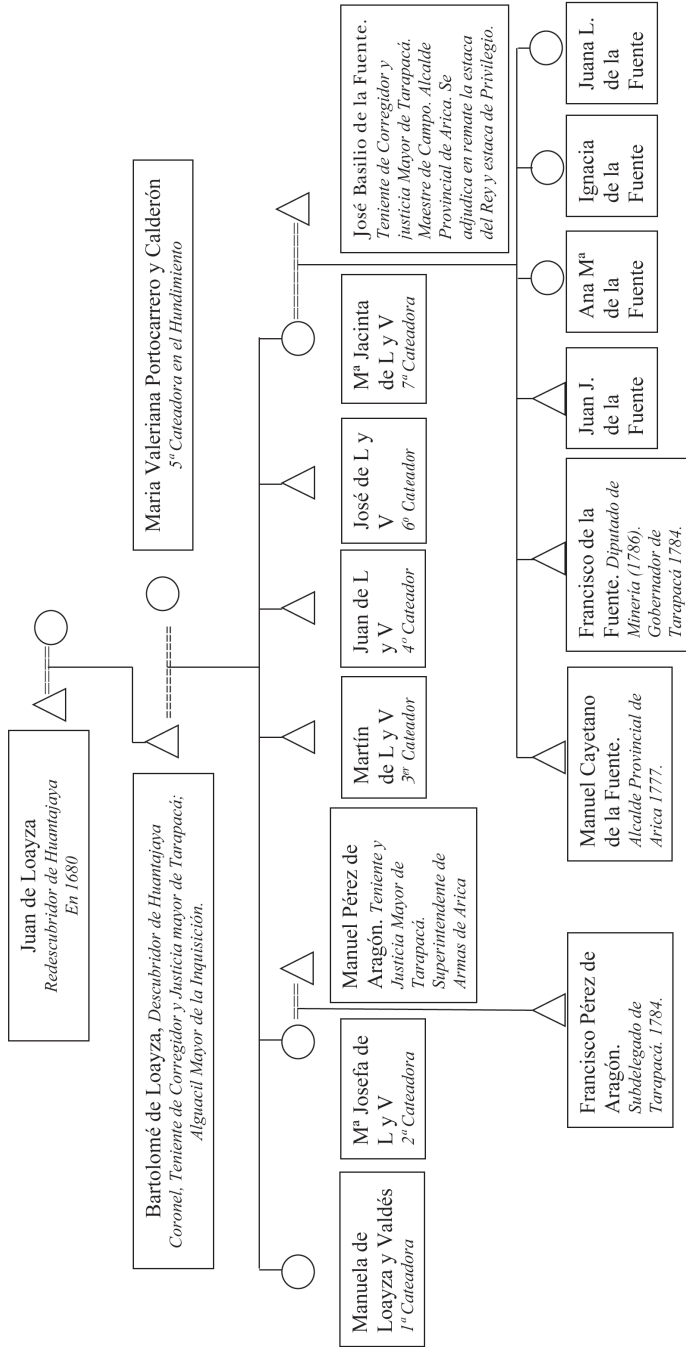 Juan de Loayza
Redescubridor de Huantajaya
En 1680
Bartolomé de Loayza, Descubridor de Huantajaya
Coronel, Teniente de Corregidor y Justicia mayor de Tarapacá;
Alguacil Mayor de la Inquisición.
Maria Valeriana Portocarrero y Calderón
5ª Cateadora en el Hundimiento
Manuela de
Loayza y Valdés
1ª Cateadora
Mª Josefa de
L y V
2ª Cateadora
Manuel Pérez de
Aragón. Teniente y
Justicia Mayor de
Tarapacá.
Superintendente de
Armas de Arica
Martín
de L y V
3er Cateador
Juan de L
y V
4º Cateador
José de L y
V
6º Cateador
Mª Jacinta
de L y V
7ª Cateadora
José Basilio de la Fuente.
Teniente de Corregidor y
justicia Mayor de Tarapacá.
Maestre de Campo. Alcalde
Provincial de Arica. Se
adjudica en remate la estaca
del Rey y estaca de Privilegio.
Francisco Pérez de
Aragón.
Subdelegado de
Tarapacá. 1784.
Manuel Cayetano
de la Fuente.
Alcalde Provincial de
Arica 1777.
Francisco de la
Fuente. Diputado de
Minería (1786).
Gobernador de
Tarapacá 1784.
Juan J.
de la
Fuente
Ana Mª
de la
Fuente
Ignacia
de la
Fuente
Juana L.
de la
Fuente